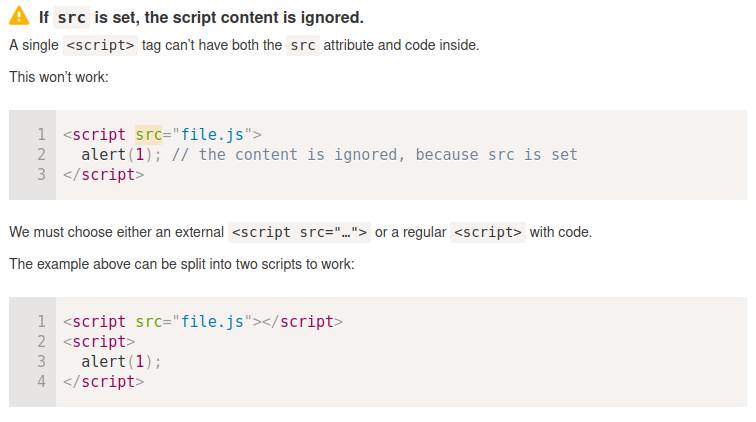 If src is set, the script content is ignored.
A single <script> tag can’t have both the src attribute and code inside.
This won’t work:
1 <script src="file.js">
2   alert(1); // the content is ignored, because src is set
3 </script>
We must choose either an external <script src="…"> or a regular <script> with code.
The example above can be split into two scripts to work:
1 <script src="file.js"></script>
2 <script>
3   alert(1);
4 </script>